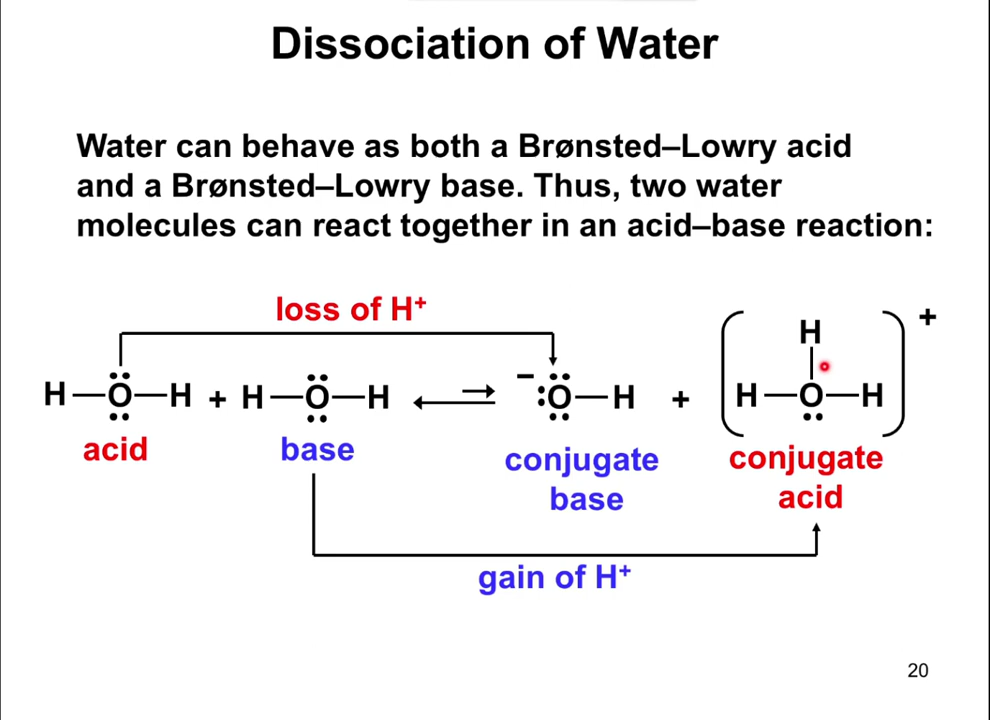 Dissociation of Water
Water can behave as both a Brønsted–Lowry acid
and a Brønsted–Lowry base. Thus, two water
molecules can react together in an acid–base reaction:
loss of H⁺
H
+
H—O—H + H—O—H ⇌ −:O—H + H—O—H
acid base conjugate conjugate
base acid
gain of H⁺
20